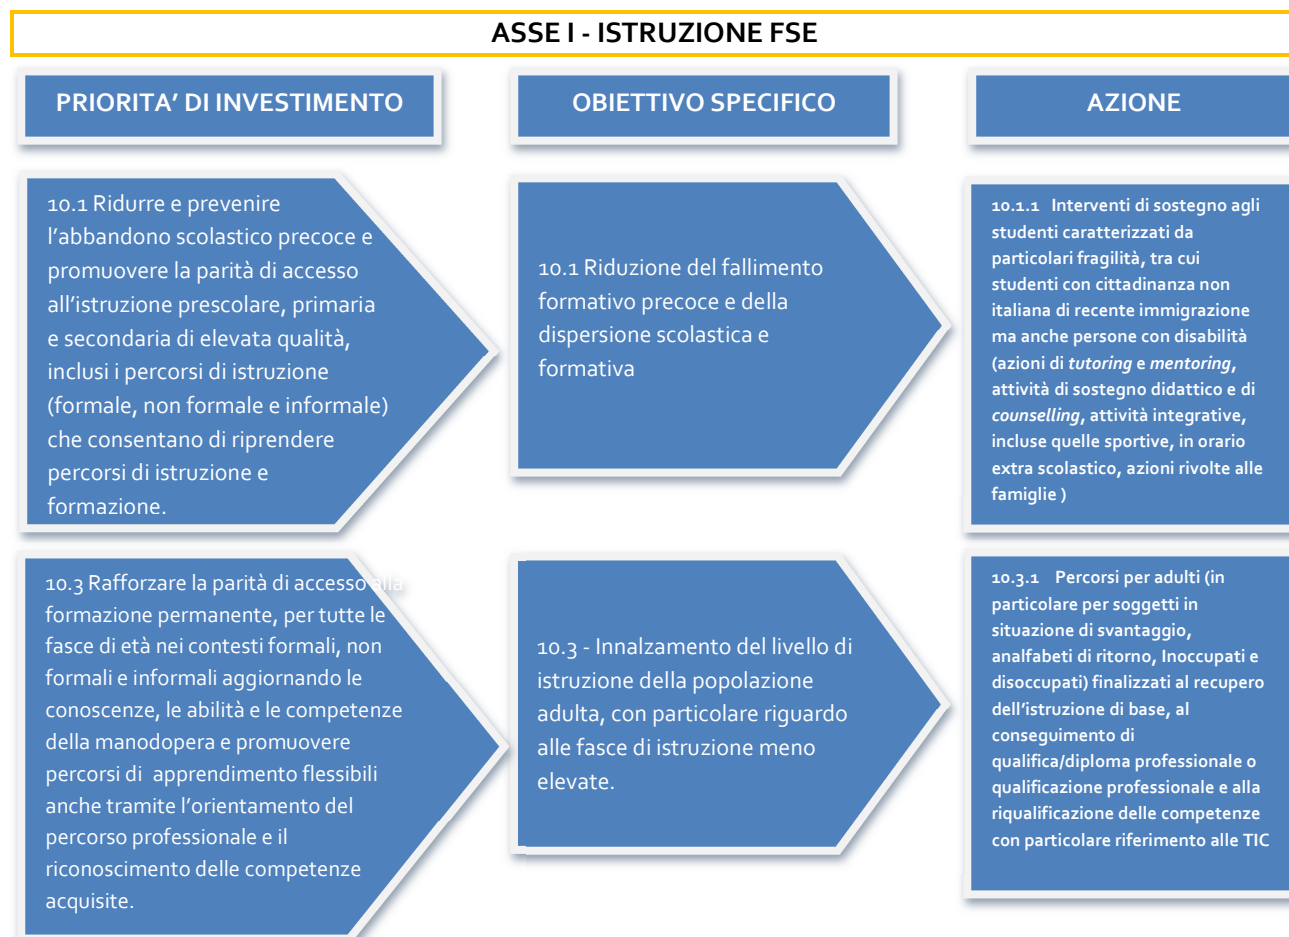 ASSE I - ISTRUZIONE FSE
PRIORITA’ DI INVESTIMENTO
OBIETTIVO SPECIFICO
AZIONE
10.1 Ridurre e prevenire
l’abbandono scolastico precoce e
promuovere la parità di accesso
all’istruzione prescolare, primaria
e secondaria di elevata qualità,
inclusi i percorsi di istruzione
(formale, non formale e informale)
che consentano di riprendere
percorsi di istruzione e
formazione.
10.1 Riduzione del fallimento
formativo precoce e della
dispersione scolastica e
formativa
10.1.1 Interventi di sostegno agli
studenti caratterizzati da
particolari fragilità, tra cui
studenti con cittadinanza non
italiana di recente immigrazione
ma anche persone con disabilità
(azioni di tutoring e mentoring,
attività di sostegno didattico e di
counselling, attività integrative,
incluse quelle sportive, in orario
extra scolastico, azioni rivolte alle
famiglie )
10.3 Rafforzare la parità di accesso alla
formazione permanente, per tutte le
fasce di età nei contesti formali, non
formali e informali aggiornando le
conoscenze, le abilità e le competenze
della manodopera e promuovere
percorsi di apprendimento flessibili
anche tramite l’orientamento del
percorso professionale e il
riconoscimento delle competenze
acquisite.
10.3 - Innalzamento del livello di
istruzione della popolazione
adulta, con particolare riguardo
alle fasce di istruzione meno
elevate.
10.3.1 Percorsi per adulti (in
particolare per soggetti in
situazione di svantaggio,
analfabeti di ritorno, Inoccupati e
disoccupati) finalizzati al recupero
dell’istruzione di base, al
conseguimento di
qualifica/diploma professionale o
qualificazione professionale e alla
riqualificazione delle competenze
con particolare riferimento alle TIC